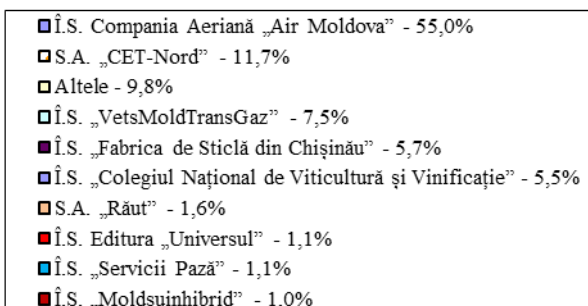 Î.S. Compania Aeriană „Air Moldova” - 55,0%
S.A. „CET-Nord” - 11,7%
Altele - 9,8%
Î.S. „VetsMoldTransGaz” - 7,5%
Î.S. „Fabrica de Sticlă din Chișinău” - 5,7%
Î.S. „Colegiul Național de Viticultură și Vinificație” - 5,5%
S.A. „Răut” - 1,6%
Î.S. Editura „Universul” - 1,1%
Î.S. „Servicii Pază” - 1,1%
Î.S. „Moldsuinhibrid” - 1,0%